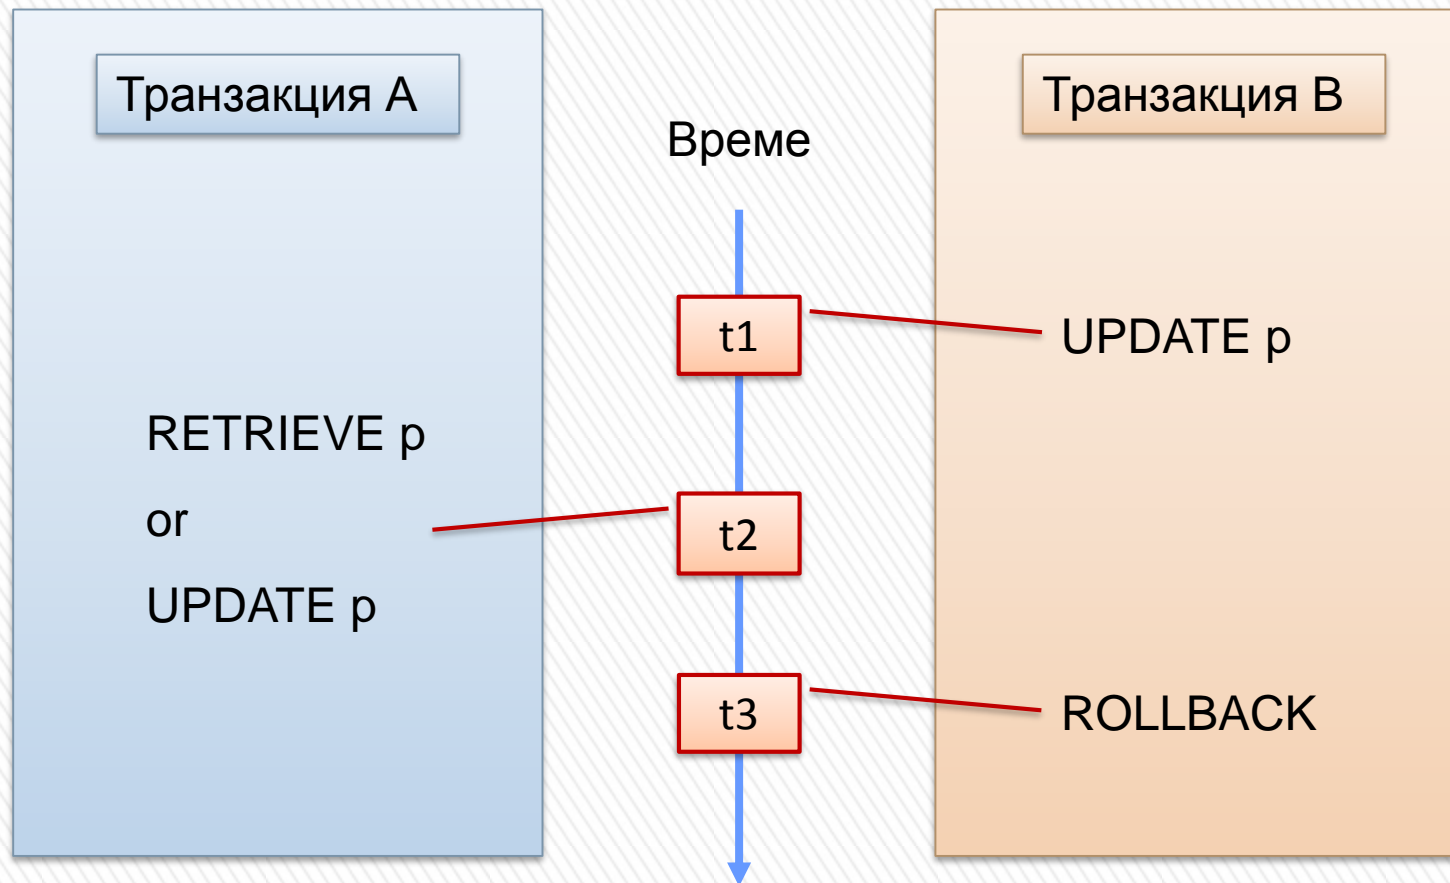 Транзакция A
Транзакция B
Време
t1
UPDATE p
RETRIEVE p
or
t2
UPDATE p
t3
ROLLBACK